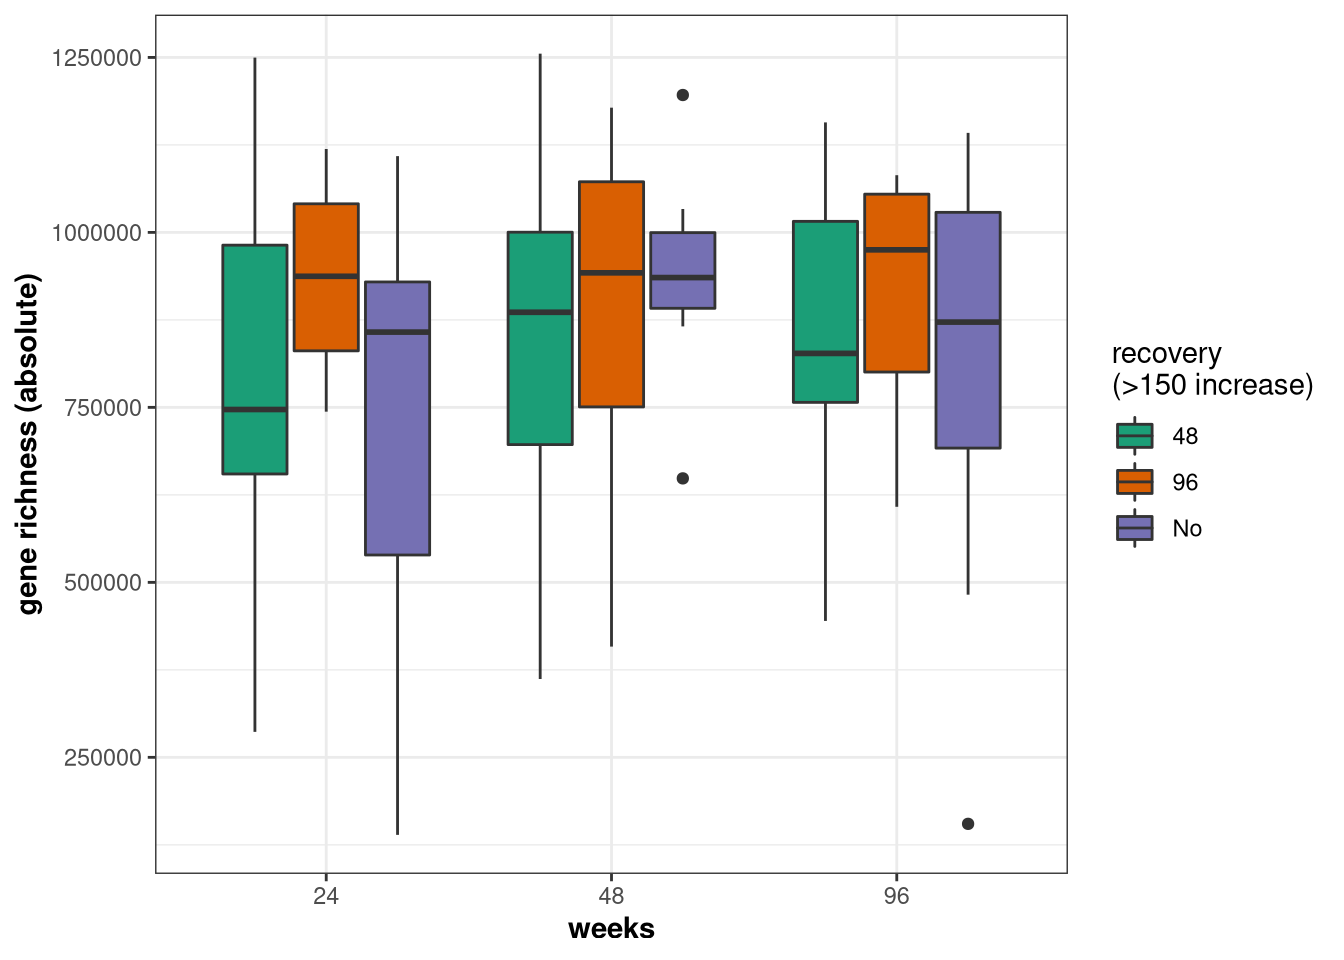 gene richness (absolute)
1250000
1000000
750000
500000
250000
24
48
96
weeks
recovery
(>150 increase)
48
96
No